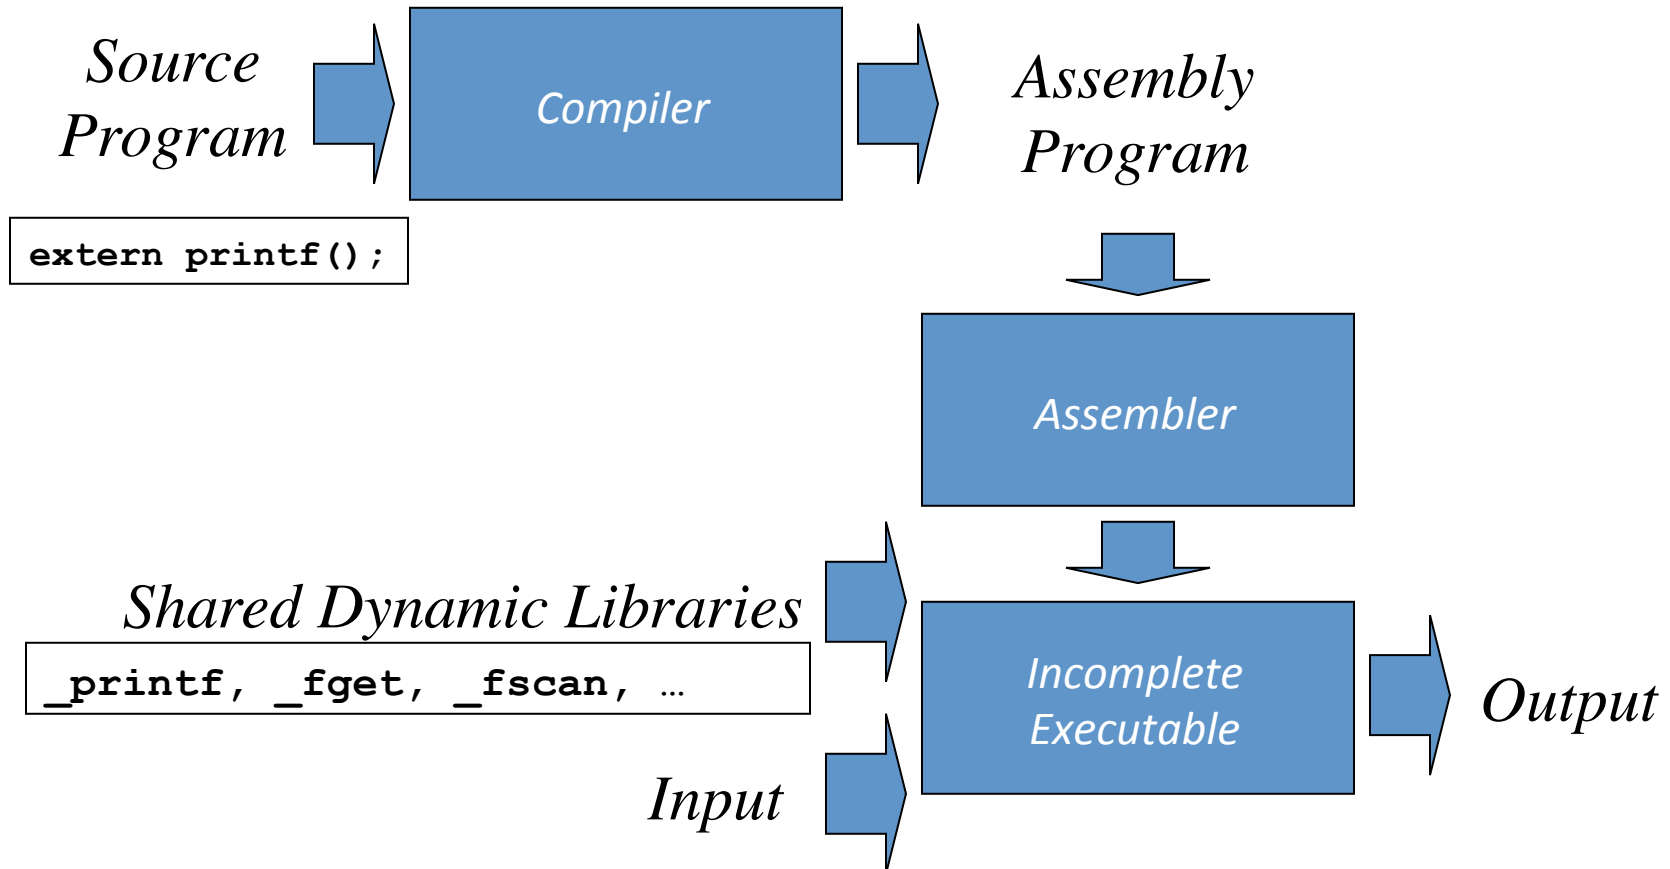 Source
Program
Compiler
Assembly
Program
extern printf();
Assembler
Shared Dynamic Libraries
_printf, _fget, _fscan, …
Incomplete
Executable
Output
Input